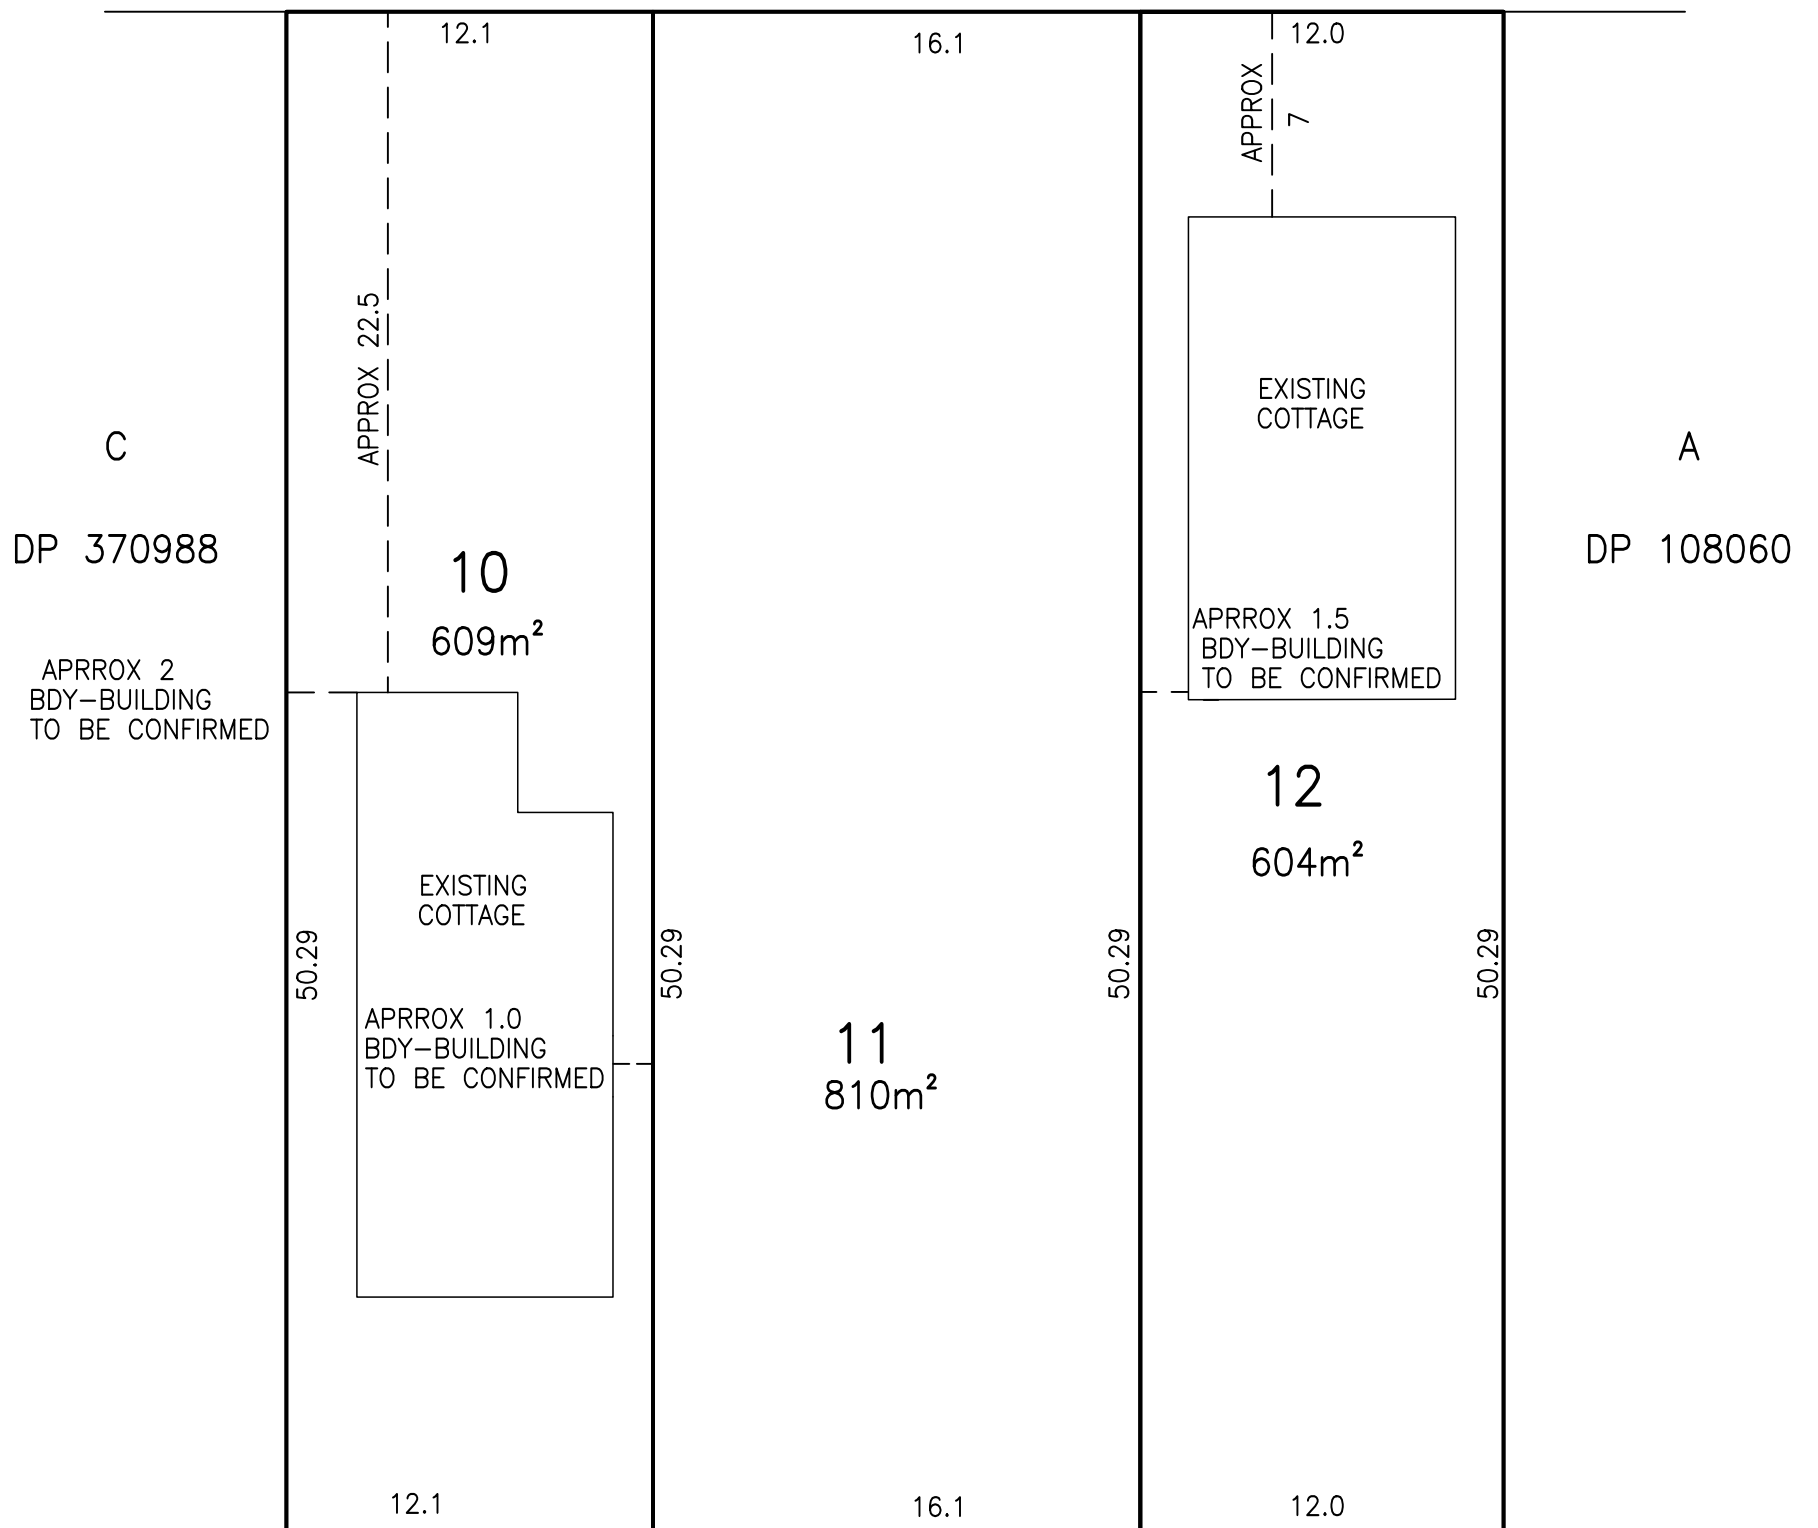 12.1
16.1
12.0
APPROX
7
APPROX 22.5
EXISTING
COTTAGE
C
A
DP 370988
DP 108060
10
609m²
APRROX 1.5
BDY-BUILDING
TO BE CONFIRMED
APRROX 2
BDY-BUILDING
TO BE CONFIRMED
12
604m²
EXISTING
COTTAGE
50.29
50.29
50.29
50.29
APRROX 1.0
BDY-BUILDING
TO BE CONFIRMED
11
810m²
12.1
16.1
12.0